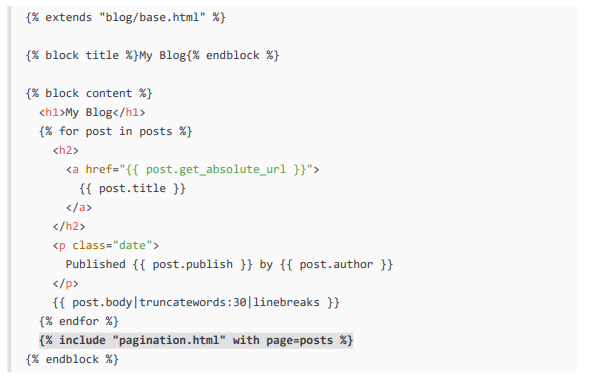 {% extends "blog/base.html" %}
{% block title %}My Blog{% endblock %}
{% block content %}
<h1>My Blog</h1>
{% for post in posts %}
<h2>
<a href="{{ post.get_absolute_url }}">
{{ post.title }}
</a>
</h2>
<p class="date">
Published {{ post.publish }} by {{ post.author }}
</p>
{{ post.body|truncatewords:30|linebreaks }}
{% endfor %}
{% include "pagination.html" with page=posts %}
{% endblock %}